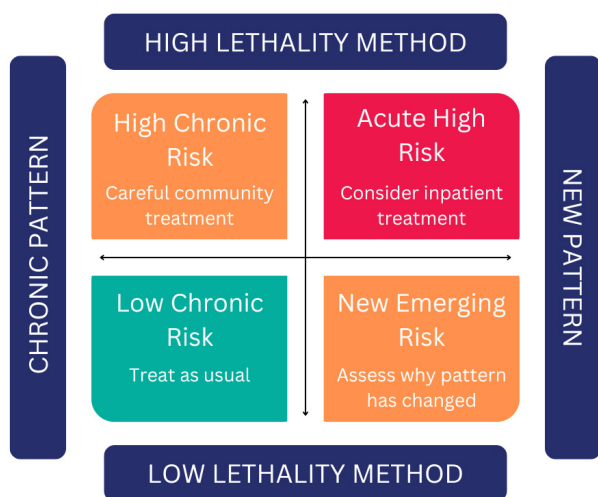 HIGH LETHALITY METHOD
CHRONIC PATTERN
High Chronic
Risk
Careful community
treatment
Acute High
Risk
Consider inpatient
treatment
NEW PATTERN
Low Chronic
Risk
Treat as usual
New Emerging
Risk
Assess why pattern
has changed
LOW LETHALITY METHOD